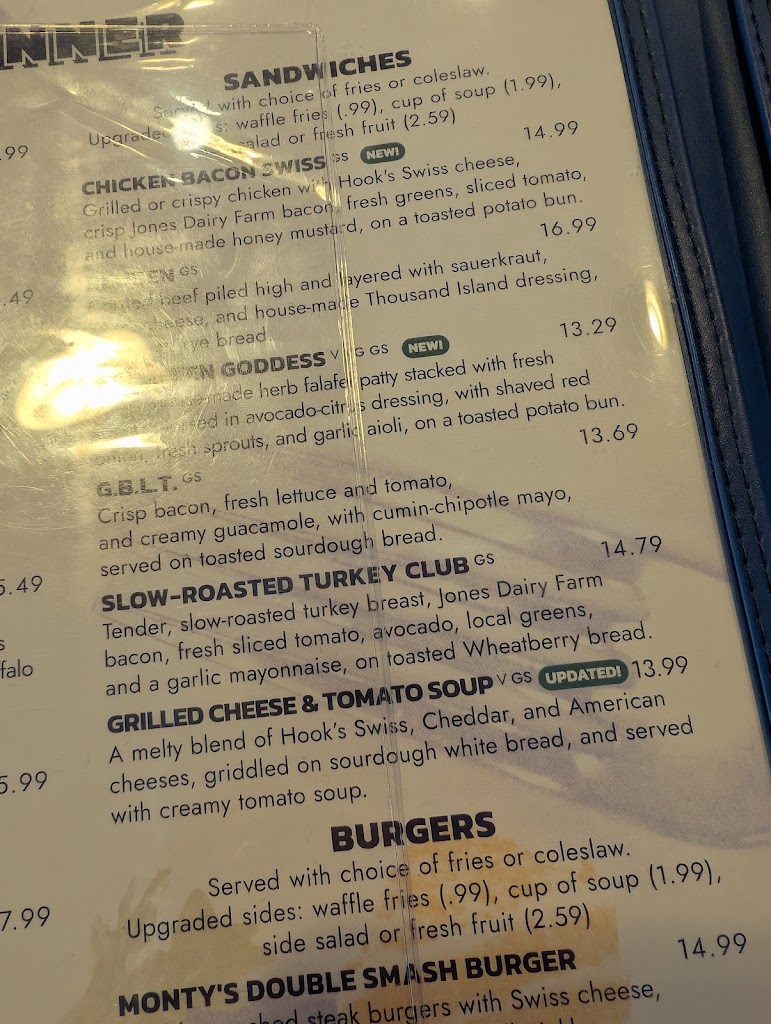 NNER
SANDWICHES
with choice of fries or coleslaw.
waffle fries (.99), cup of soup (1.99),
salad or fresh fruit (2.59)
.99
CHICKEN BACON SWISS GS NEW! 14.99
Grilled or crispy chicken with Hook's Swiss cheese,
crisp Jones Dairy Farm bacon, fresh greens, sliced tomato,
and house-made honey mustard, on a toasted potato bun.
GS 16.99
beef piled high and layered with sauerkraut,
.49
and house-made Thousand Island dressing,
rye bread.
GODDESS V GS NEW! 13.29
made herb falafel patty stacked with fresh
s
in avocado-citrus dressing, with shaved red
fresh sprouts, and garlic aioli, on a toasted potato bun.
G.B.L.T. GS 13.69
Crisp bacon, fresh lettuce and tomato,
and creamy guacamole, with cumin-chipotle mayo,
served on toasted sourdough bread.
5.49
SLOW-ROASTED TURKEY CLUB GS 14.79
Tender, slow-roasted turkey breast, Jones Dairy Farm
s
bacon, fresh sliced tomato, avocado, local greens,
falo
and a garlic mayonnaise, on toasted Wheatberry bread.
GRILLED CHEESE & TOMATO SOUP V GS UPDATED! 13.99
A melty blend of Hook's Swiss, Cheddar, and American
5.99
cheeses, griddled on sourdough white bread, and served
with creamy tomato soup.
BURGERS
Served with choice of fries or coleslaw.
7.99
Upgraded sides: waffle fries (.99), cup of soup (1.99),
side salad or fresh fruit (2.59)
MONTY'S DOUBLE SMASH BURGER 14.99
steak burgers with Swiss cheese,